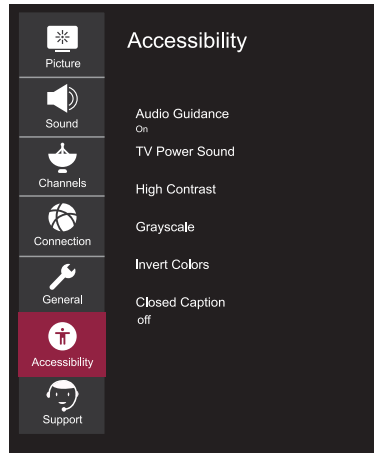 Picture
Sound
Channels
Connection
General
Accessibility
Support
Accessibility
Audio Guidance
On
TV Power Sound
High Contrast
Grayscale
Invert Colors
Closed Caption
off